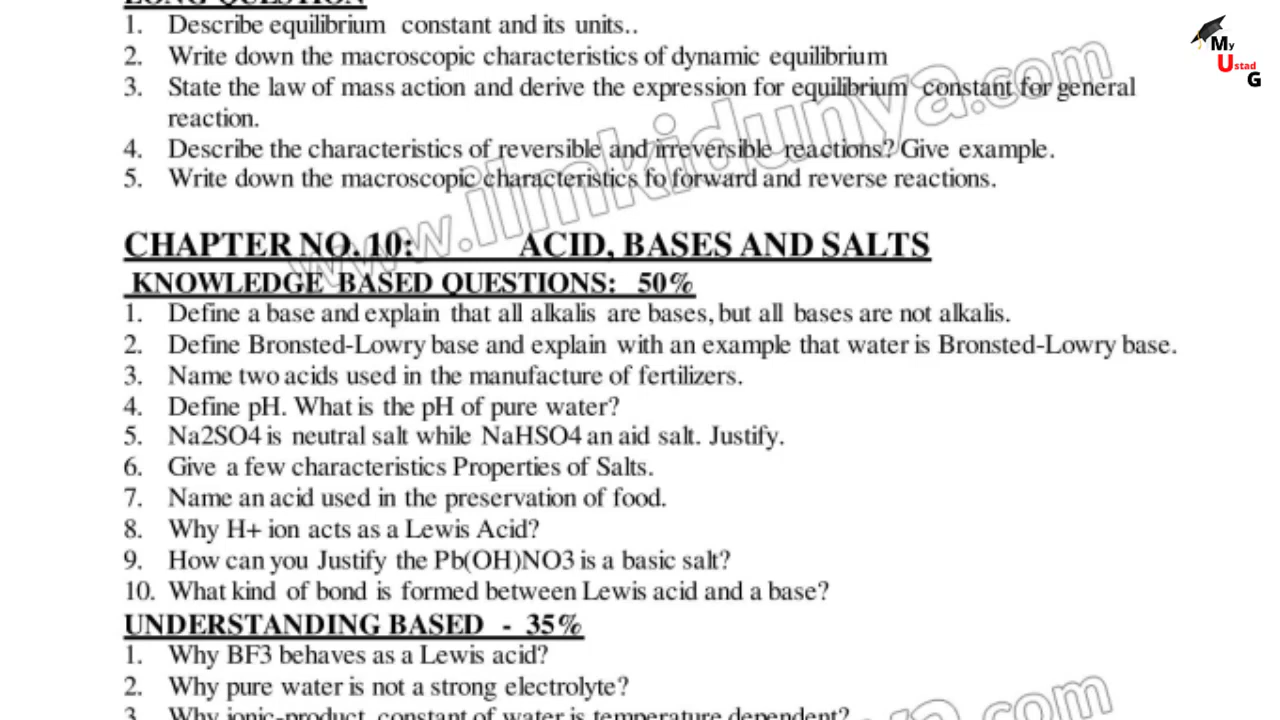 LONG QUESTION
1. Describe equilibrium constant and its units..
2. Write down the macroscopic characteristics of dynamic equilibrium
3. State the law of mass action and derive the expression for equilibrium constant for general
reaction.
4. Describe the characteristics of reversible and irreversible reactions? Give example.
5. Write down the macroscopic characteristics fo forward and reverse reactions.
CHAPTER NO. 10: ACID, BASES AND SALTS
KNOWLEDGE BASED QUESTIONS: 50%
1. Define a base and explain that all alkalis are bases, but all bases are not alkalis.
2. Define Bronsted-Lowry base and explain with an example that water is Bronsted-Lowry base.
3. Name two acids used in the manufacture of fertilizers.
4. Define pH. What is the pH of pure water?
5. Na2SO4 is neutral salt while NaHSO4 an aid salt. Justify.
6. Give a few characteristics Properties of Salts.
7. Name an acid used in the preservation of food.
8. Why H+ ion acts as a Lewis Acid?
9. How can you Justify the Pb(OH)NO3 is a basic salt?
10. What kind of bond is formed between Lewis acid and a base?
UNDERSTANDING BASED - 35%
1. Why BF3 behaves as a Lewis acid?
2. Why pure water is not a strong electrolyte?
3. Why ionic-product constant of water is temperature dependent?
www.ilmkidunya.com
.com
My
Ustad
G